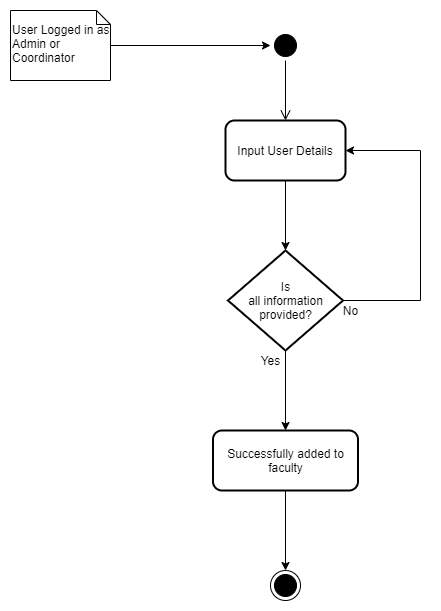 User Logged in as
Admin or
Coordinator
Input User Details
Is
all information
provided?
No
Yes
Successfully added to
faculty